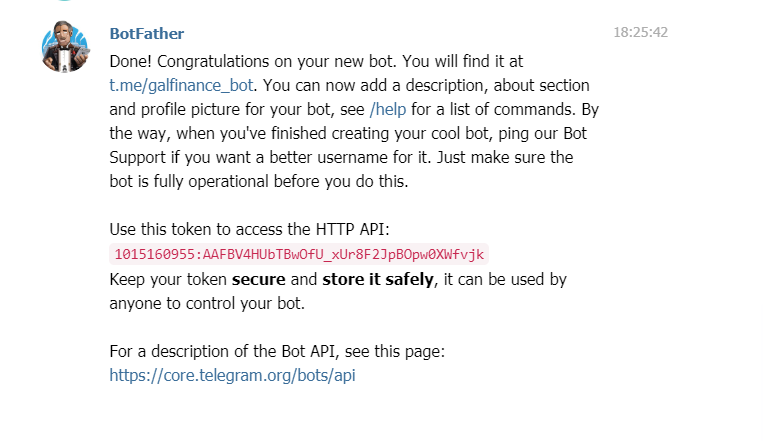 BotFather 18:25:42
Done! Congratulations on your new bot. You will find it at
t.me/galfinance_bot. You can now add a description, about section
and profile picture for your bot, see /help for a list of commands. By
the way, when you've finished creating your cool bot, ping our Bot
Support if you want a better username for it. Just make sure the
bot is fully operational before you do this.
Use this token to access the HTTP API:
1015160955:AAFBV4HUbTBwOfU_xUr8F2JpBOpw0XWfvjk
Keep your token secure and store it safely, it can be used by
anyone to control your bot.
For a description of the Bot API, see this page:
https://core.telegram.org/bots/api